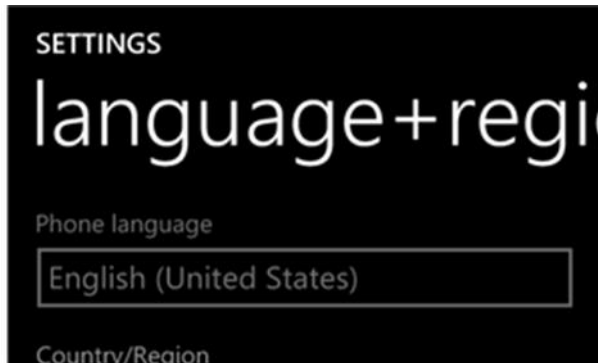 SETTINGS
language+regi
Phone language
English (United States)
Country/Region